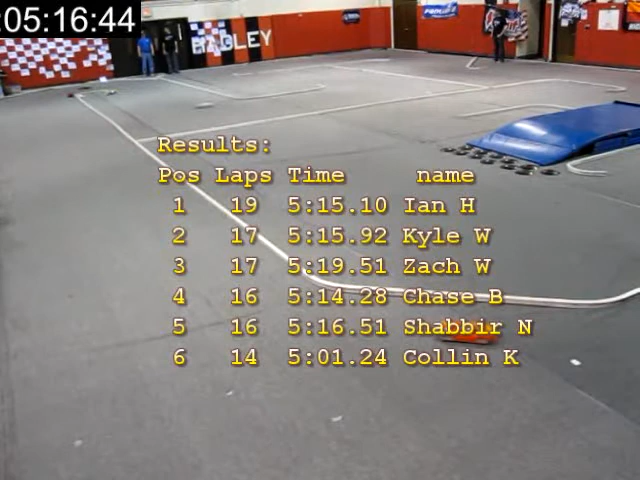 :05:16:44
BRADLEY
Results:
Pos Laps Time name
1 19 5:15.10 Ian H
2 17 5:15.92 Kyle W
3 17 5:19.51 Zach W
4 16 5:14.28 Chase B
5 16 5:16.51 Shabbir N
6 14 5:01.24 Collin K